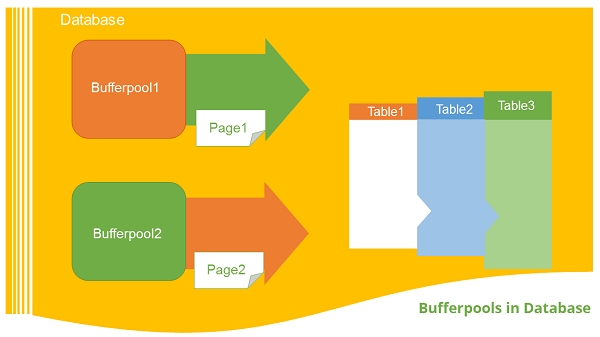 Database
Bufferpool1
Page1
Table1
Table2
Table3
Bufferpool2
Page2
Bufferpools in Database